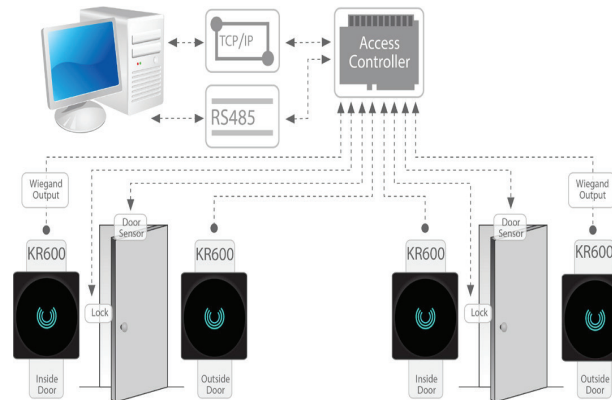 TCP/IP
Access
Controller
RS485
Wiegand
Output
Door
Sensor
Door
Sensor
Wiegand
Output
KR600
KR600
KR600
KR600
Lock
Lock
Inside
Door
Outside
Door
Inside
Door
Outside
Door